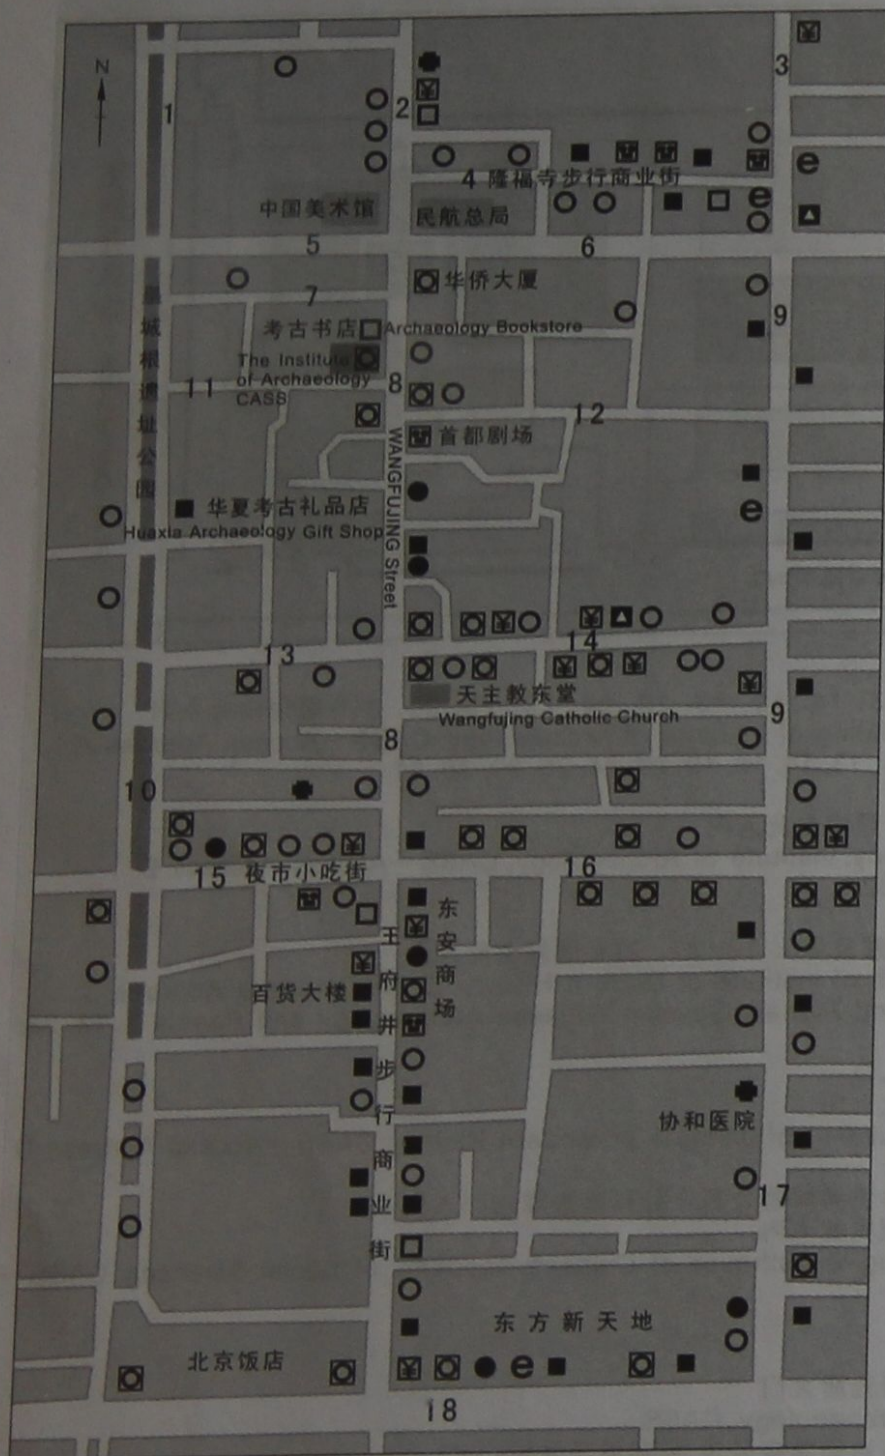 N
1
2
3
4 隆福寺步行商业街
中国美术馆
民航总局
5
6
华侨大厦
7
9
考古书店
Archaeology Bookstore
The Institute
of Archaeology
CASS
8
11
12
皇城根遗址公园
首都剧场
WANGFUJING Street
华夏考古礼品店
Huaxia Archaeology Gift Shop
13
14
天主教东堂
Wangfujing Catholic Church
8
9
10
15 夜市小吃街
16
王府井步行商业街
东安商场
百货大楼
协和医院
17
东方新天地
北京饭店
18